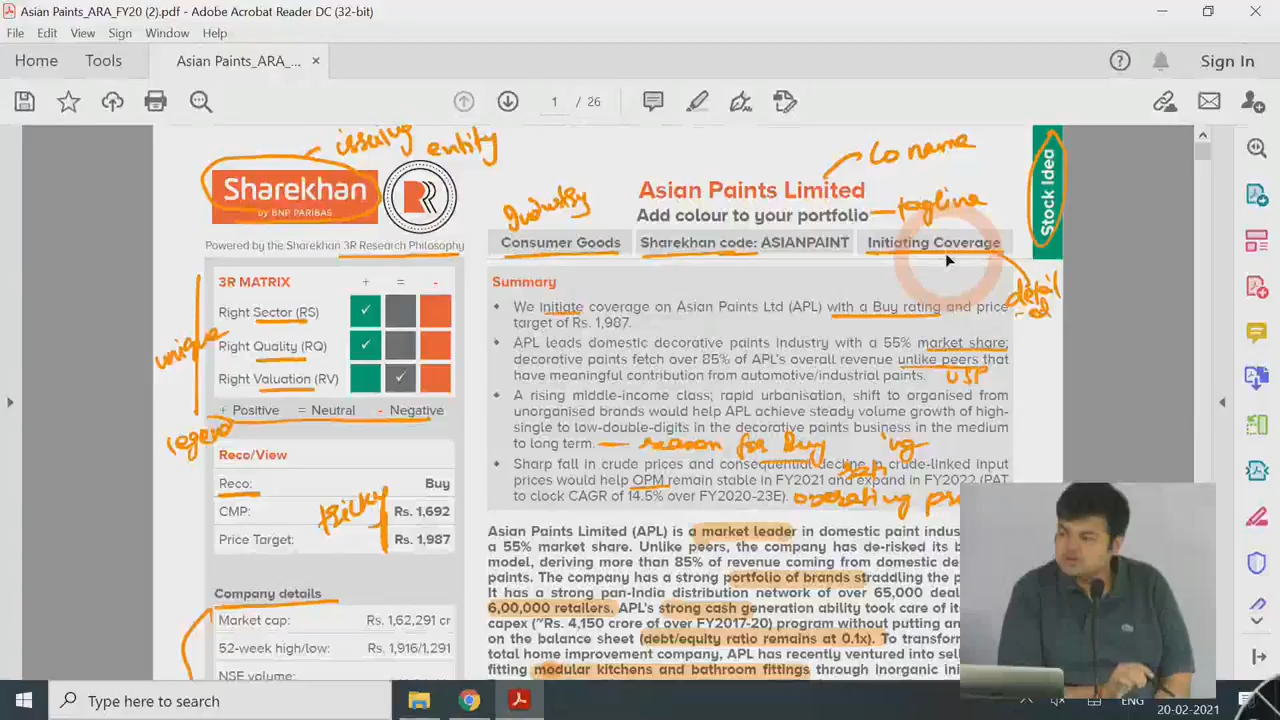 Asian Paints_ARA_FY20 (2).pdf - Adobe Acrobat Reader DC (32-bit)
File Edit View Sign Window Help
Home Tools Asian Paints_ARA_... × Sign In
1 / 26
issuing entity
Co name
Sharekhan
by BNP PARIBAS
Industry
Asian Paints Limited
Add colour to your portfolio
tagline
Stock Idea
Powered by the Sharekhan 3R Research Philosophy
Consumer Goods Sharekhan code: ASIANPAINT Initiating Coverage
detail-ed
3R MATRIX + = -
Right Sector (RS) ✓
Right Quality (RQ) ✓
Right Valuation (RV) ✓
+ Positive = Neutral - Negative
unique
legend
Reco/View
Reco: Buy
CMP: Rs. 1,692
Price Target: Rs. 1,987
tricky
Company details
Market cap: Rs. 1,62,291 cr
52-week high/low: Rs. 1,916/1,291
NSE volume:
Summary
• We initiate coverage on Asian Paints Ltd (APL) with a Buy rating and price
target of Rs. 1,987.
• APL leads domestic decorative paints industry with a 55% market share;
decorative paints fetch over 85% of APL's overall revenue unlike peers that
have meaningful contribution from automotive/industrial paints.
USP
• A rising middle-income class; rapid urbanisation, shift to organised from
unorganised brands would help APL achieve steady volume growth of high-
single to low-double-digits in the decorative paints business in the medium
to long term.
— reason for Buy
• Sharp fall in crude prices and consequential decline in crude-linked input
prices would help OPM remain stable in FY2021 and expand in FY2022 (PAT
to clock CAGR of 14.5% over FY2020-23E).
operating
Asian Paints Limited (APL) is a market leader in domestic paint
a 55% market share. Unlike peers, the company has de-risked its
model, deriving more than 85% of revenue coming from domestic
paints. The company has a strong portfolio of brands straddling the
It has a strong pan-India distribution network of over 65,000
6,00,000 retailers. APL's strong cash generation ability took care of
capex (~Rs. 4,150 crore of over FY2017-20) program without putting
on the balance sheet (debt/equity ratio remains at 0.1x). To
total home improvement company, APL has recently ventured into
fitting modular kitchens and bathroom fittings through inorganic
Type here to search
ENG
20-02-2021